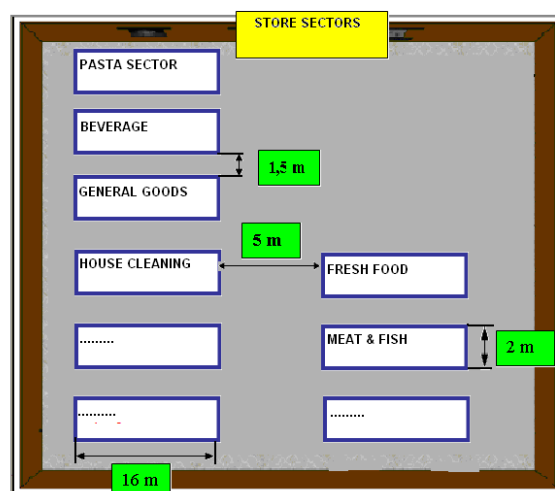 STORE SECTORS
PASTA SECTOR
BEVERAGE
1,5 m
GENERAL GOODS
5 m
HOUSE CLEANING
FRESH FOOD
.........
MEAT & FISH
2 m
..........
.........
16 m